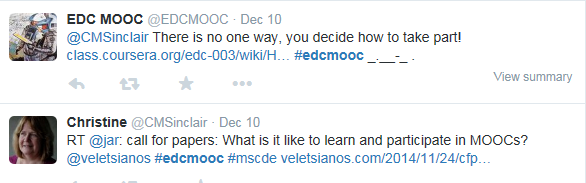 EDC MOOC @EDCMOOC · Dec 10
@CMSinclair There is no one way, you decide how to take part!
class.coursera.org/edc-003/wiki/H… #edcmooc _.__-_ .
View summary
Christine @CMSinclair · Dec 10
RT @jar: call for papers: What is it like to learn and participate in MOOCs?
@veletsianos #edcmooc #mscde veletsianos.com/2014/11/24/cfp…